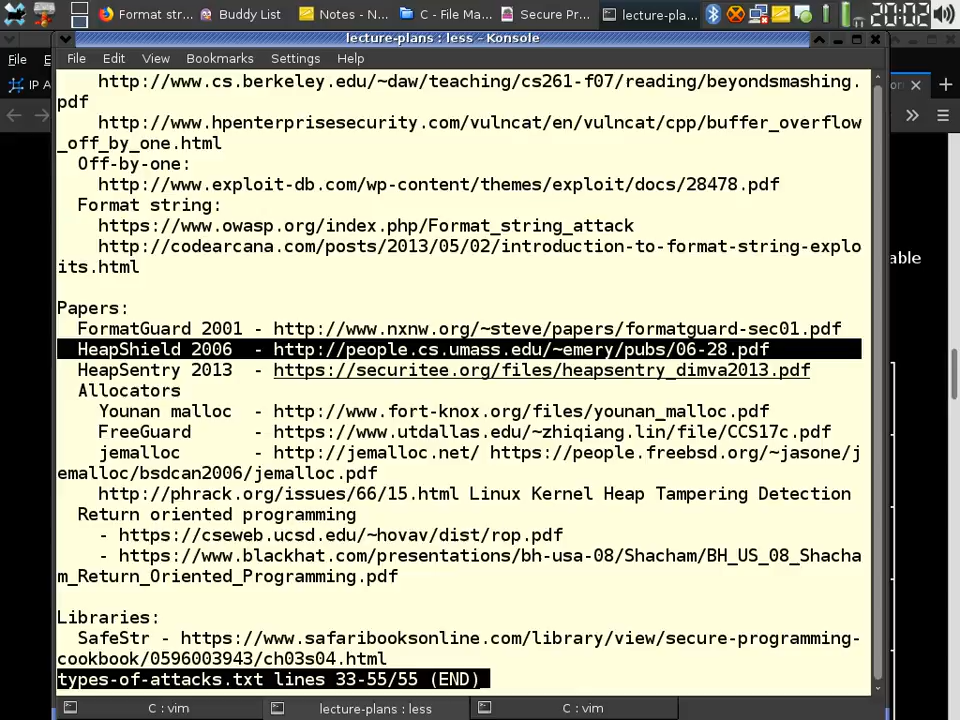 Format str...
Buddy List
Notes - N...
C - File Ma...
Secure Pr...
lecture-pla...
20:02
lecture-plans : less – Konsole
File
File Edit View Bookmarks Settings Help
http://www.cs.berkeley.edu/~daw/teaching/cs261-f07/reading/beyondsmashing.
pdf
http://www.hpenterprisesecurity.com/vulncat/en/vulncat/cpp/buffer_overflow
_off_by_one.html
Off-by-one:
http://www.exploit-db.com/wp-content/themes/exploit/docs/28478.pdf
Format string:
https://www.owasp.org/index.php/Format_string_attack
http://codearcana.com/posts/2013/05/02/introduction-to-format-string-explo
its.html
able
Papers:
FormatGuard 2001 - http://www.nxnw.org/~steve/papers/formatguard-sec01.pdf
HeapShield 2006 - http://people.cs.umass.edu/~emery/pubs/06-28.pdf
HeapSentry 2013 - https://securitee.org/files/heapsentry_dimva2013.pdf
Allocators
Younan malloc - http://www.fort-knox.org/files/younan_malloc.pdf
FreeGuard - https://www.utdallas.edu/~zhiqiang.lin/file/CCS17c.pdf
jemalloc - http://jemalloc.net/ https://people.freebsd.org/~jasone/j
emalloc/bsdcan2006/jemalloc.pdf
http://phrack.org/issues/66/15.html Linux Kernel Heap Tampering Detection
Return oriented programming
- https://cseweb.ucsd.edu/~hovav/dist/rop.pdf
- https://www.blackhat.com/presentations/bh-usa-08/Shacham/BH_US_08_Shacha
m_Return_Oriented_Programming.pdf
Libraries:
SafeStr - https://www.safaribooksonline.com/library/view/secure-programming-
cookbook/0596003943/ch03s04.html
types-of-attacks.txt lines 33-55/55 (END)
C : vim
lecture-plans : less
C : vim